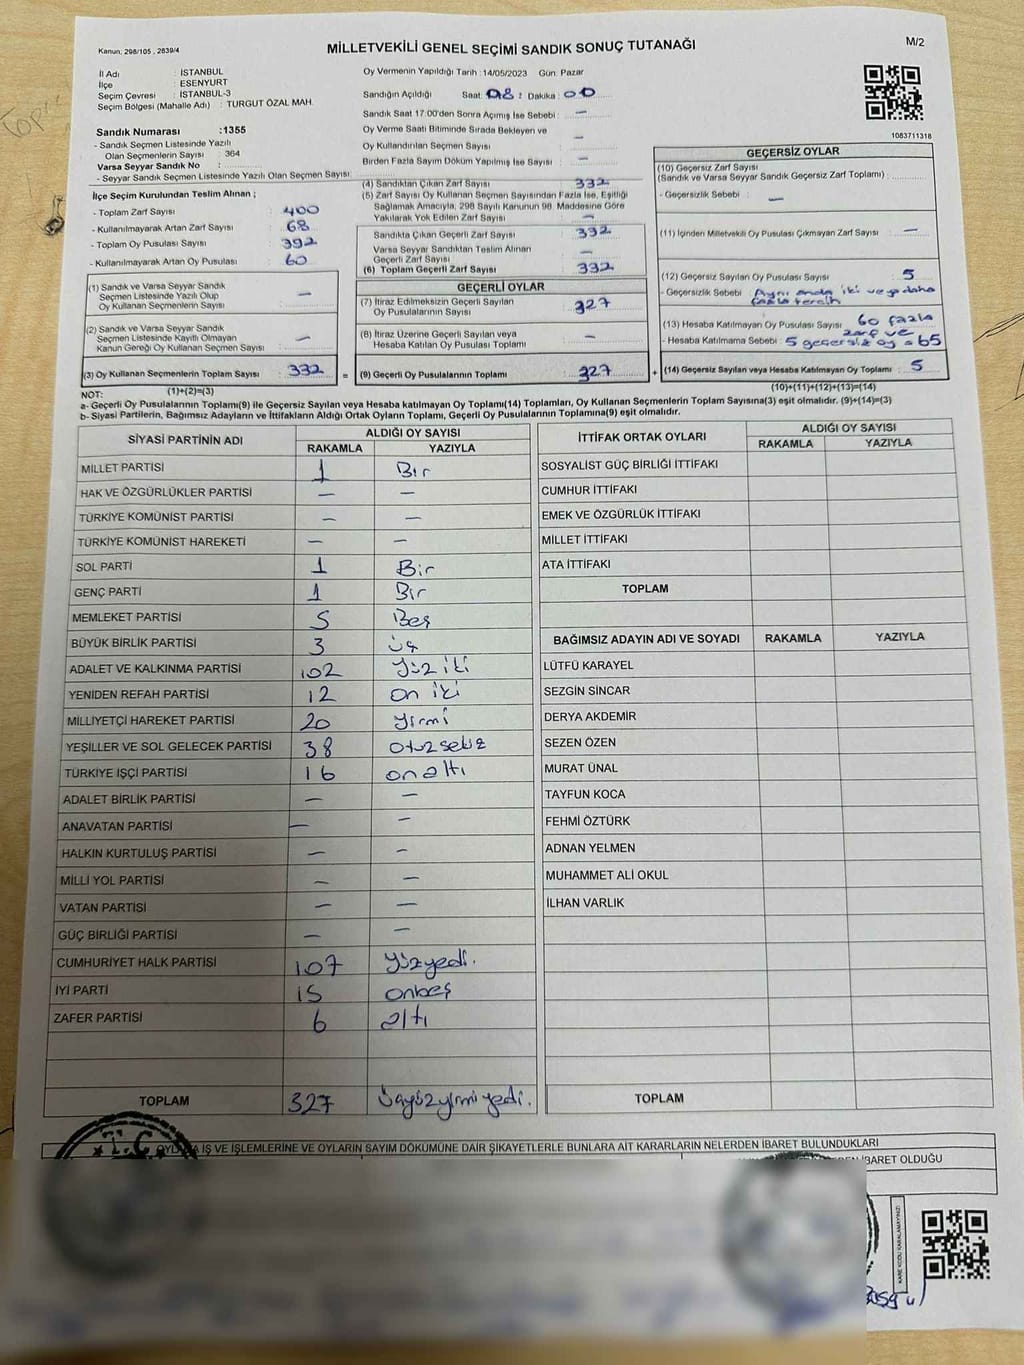 Kanun; 298/105 , 2839/4
MİLLETVEKİLİ GENEL SEÇİMİ SANDIK SONUÇ TUTANAĞI
M/2
İl Adı : İSTANBUL
İlçe : ESENYURT
Seçim Çevresi : İSTANBUL-3
Seçim Bölgesi (Mahalle Adı) : TURGUT ÖZAL MAH.
Sandık Numarası :1355
- Sandık Seçmen Listesinde Yazılı
Olan Seçmenlerin Sayısı : 364
Varsa Seyyar Sandık No :
- Seyyar Sandık Seçmen Listesinde Yazılı Olan Seçmen Sayısı :
Oy Vermenin Yapıldığı Tarih :14/05/2023 Gün: Pazar
Sandığın Açıldığı Saat: 08 : Dakika : 00
Sandık Saat 17:00'den Sonra Açılmış İse Sebebi : —
Oy Verme Saati Bitiminde Sırada Bekleyen ve
Oy Kullandırılan Seçmen Sayısı : —
Birden Fazla Sayım Döküm Yapılmış İse Sayısı : —
1083711318
İlçe Seçim Kurulundan Teslim Alınan ;
- Toplam Zarf Sayısı : 400
- Kullanılmayarak Artan Zarf Sayısı : 68
- Toplam Oy Pusulası Sayısı : 392
- Kullanılmayarak Artan Oy Pusulası : 60
(1) Sandık ve Varsa Seyyar Sandık
Seçmen Listesinde Yazılı Olup
Oy Kullanan Seçmenlerin Sayısı : —
(2) Sandık ve Varsa Seyyar Sandık
Seçmen Listesinde Kayıtlı Olmayan
Kanun Gereği Oy Kullanan Seçmen Sayısı : —
(3) Oy Kullanan Seçmenlerin Toplam Sayısı : 332 =
(1)+(2)=(3)
(4) Sandıktan Çıkan Zarf Sayısı : 332
(5) Zarf Sayısı Oy Kullanan Seçmen Sayısından Fazla İse, Eşitliği
Sağlamak Amacıyla, 298 Sayılı Kanunun 98. Maddesine Göre
Yakılarak Yok Edilen Zarf Sayısı : —
Sandıkta Çıkan Geçerli Zarf Sayısı : 332
Varsa Seyyar Sandıktan Teslim Alınan
Geçerli Zarf Sayısı :
(6) Toplam Geçerli Zarf Sayısı : 332
GEÇERLİ OYLAR
(7) İtiraz Edilmeksizin Geçerli Sayılan
Oy Pusulalarının Sayısı : 327
(8) İtiraz Üzerine Geçerli Sayılan veya
Hesaba Katılan Oy Pusulası Toplamı : —
(9) Geçerli Oy Pusulalarının Toplamı : 327 +
GEÇERSİZ OYLAR
(10) Geçersiz Zarf Sayısı
(Sandık ve Varsa Seyyar Sandık Geçersiz Zarf Toplamı) :
- Geçersizlik Sebebi : —
(11) İçinden Milletvekili Oy Pusulası Çıkmayan Zarf Sayısı : —
(12) Geçersiz Sayılan Oy Pusulası Sayısı : 5
- Geçersizlik Sebebi : Aynı anda iki veya daha
fazla tercih
(13) Hesaba Katılmayan Oy Pusulası Sayısı : 60 fazla
zarf ve
- Hesaba Katılmama Sebebi : 5 geçersiz oy = 65
(14) Geçersiz Sayılan veya Hesaba Katılmayan Oy Toplamı : 5
(10)+(11)+(12)+(13)=(14)
NOT:
a- Geçerli Oy Pusulalarının Toplamı(9) ile Geçersiz Sayılan veya Hesaba katılmayan Oy Toplamı(14) Toplamları, Oy Kullanan Seçmenlerin Toplam Sayısına(3) eşit olmalıdır. (9)+(14)=(3)
b- Siyasi Partilerin, Bağımsız Adayların ve İttifakların Aldığı Ortak Oyların Toplamı, Geçerli Oy Pusulalarının Toplamına(9) eşit olmalıdır.
SİYASİ PARTİNİN ADI ALDIĞI OY SAYISI
RAKAMLA YAZIYLA
MİLLET PARTİSİ 1 Bir
HAK VE ÖZGÜRLÜKLER PARTİSİ — —
TÜRKİYE KOMÜNİST PARTİSİ — —
TÜRKİYE KOMÜNİST HAREKETİ — —
SOL PARTİ 1 Bir
GENÇ PARTİ 1 Bir
MEMLEKET PARTİSİ 5 Beş
BÜYÜK BİRLİK PARTİSİ 3 üç
ADALET VE KALKINMA PARTİSİ 102 yüz iki
YENİDEN REFAH PARTİSİ 12 on iki
MİLLİYETÇİ HAREKET PARTİSİ 20 yirmi
YEŞİLLER VE SOL GELECEK PARTİSİ 38 otuz sekiz
TÜRKİYE İŞÇİ PARTİSİ 16 on altı
ADALET BİRLİK PARTİSİ — —
ANAVATAN PARTİSİ — —
HALKIN KURTULUŞ PARTİSİ — —
MİLLİ YOL PARTİSİ — —
VATAN PARTİSİ — —
GÜÇ BİRLİĞİ PARTİSİ — —
CUMHURİYET HALK PARTİSİ 107 yüzyedi.
İYİ PARTİ 15 onbeş
ZAFER PARTİSİ 6 altı
TOPLAM 327 üçyüzyirmi yedi.
İTTİFAK ORTAK OYLARI ALDIĞI OY SAYISI
RAKAMLA YAZIYLA
SOSYALİST GÜÇ BİRLİĞİ İTTİFAKI
CUMHUR İTTİFAKI
EMEK VE ÖZGÜRLÜK İTTİFAKI
MİLLET İTTİFAKI
ATA İTTİFAKI
TOPLAM
BAĞIMSIZ ADAYIN ADI VE SOYADI RAKAMLA YAZIYLA
LÜTFÜ KARAYEL
SEZGİN SİNCAR
DERYA AKDEMİR
SEZEN ÖZEN
MURAT ÜNAL
TAYFUN KOCA
FEHMİ ÖZTÜRK
ADNAN YELMEN
MUHAMMET ALİ OKUL
İLHAN VARLIK
TOPLAM
İŞ VE İŞLEMLERİNE VE OYLARIN SAYIM DÖKÜMÜNE DAİR ŞİKAYETLERLE BUNLARA AİT KARARLARIN NELERDEN İBARET BULUNDUKLARI
İBARET OLDUĞU
T.C.
KARE KODU KARALAMAYINIZ!